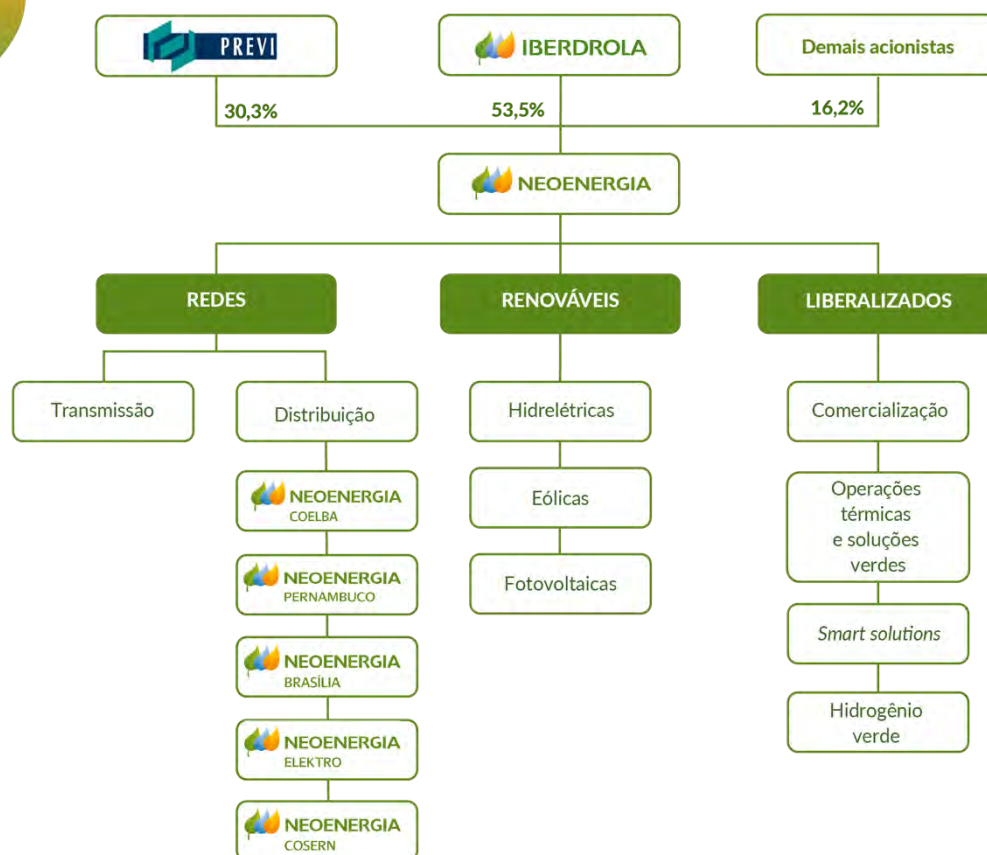 PREVI
IBERDROLA
Demais acionistas
30,3%
53,5%
16,2%
NEOENERGIA
REDES
RENOVÁVEIS
LIBERALIZADOS
Transmissão
Distribuição
Hidrelétricas
Comercialização
NEOENERGIA
COELBA
Eólicas
Operações
térmicas
e soluções
verdes
NEOENERGIA
PERNAMBUCO
Fotovoltaicas
NEOENERGIA
BRASÍLIA
Smart solutions
NEOENERGIA
ELEKTRO
Hidrogênio
verde
NEOENERGIA
COSERN